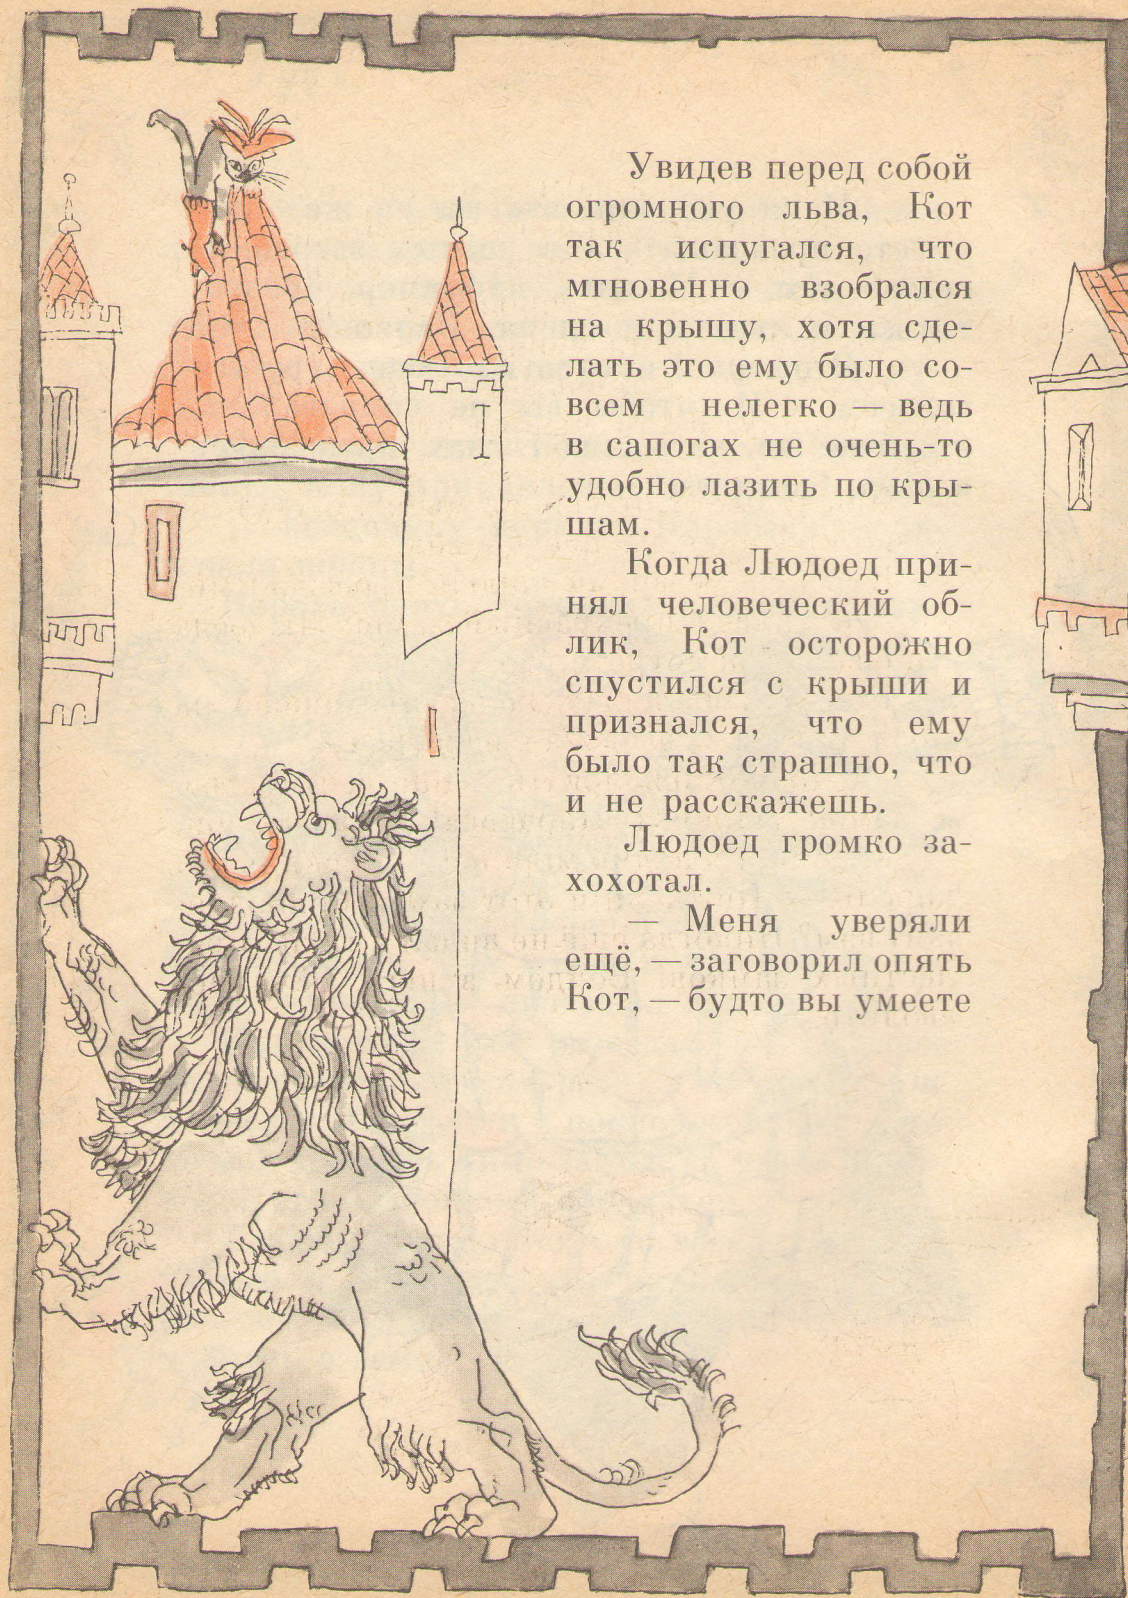 Увидев перед собой
огромного льва, Кот
так испугался, что
мгновенно взобрался
на крышу, хотя сде-
лать это ему было со-
всем нелегко — ведь
в сапогах не очень-то
удобно лазить по кры-
шам.
Когда Людоед при-
нял человеческий об-
лик, Кот осторожно
спустился с крыши и
признался, что ему
было так страшно, что
и не расскажешь.
Людоед громко за-
хохотал.
— Меня уверяли
ещё, — заговорил опять
Кот, — будто вы умеете